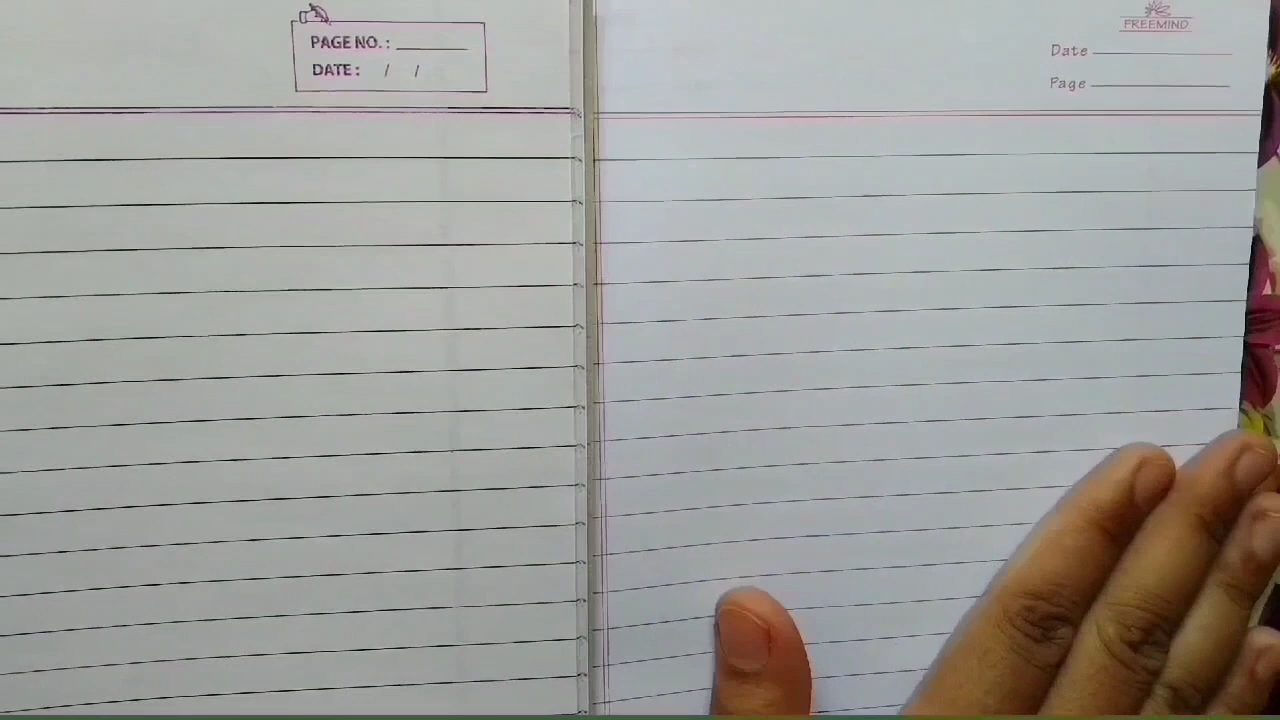 PAGE NO. :
DATE : / /
FREEMIND
Date
Page